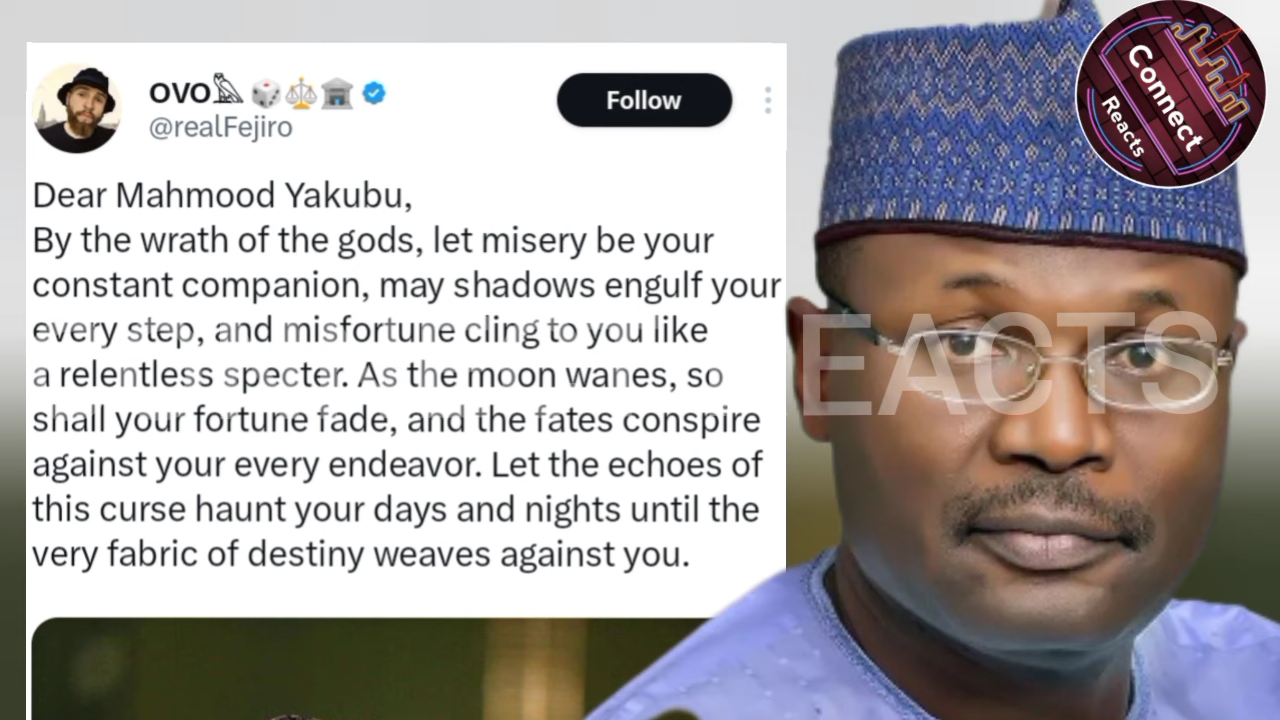 OVO
@realFejiro
Follow
Dear Mahmood Yakubu,
By the wrath of the gods, let misery be your
constant companion, may shadows engulf your
every step, and misfortune cling to you like
a relentless specter. As the moon wanes, so
shall your fortune fade, and the fates conspire
against your every endeavor. Let the echoes of
this curse haunt your days and nights until the
very fabric of destiny weaves against you.
Connect
Reacts
EACTS